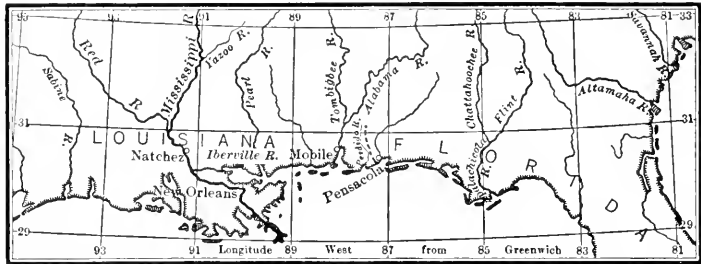 95 91 89 87 85 83 81-33
Red R.
Mississippi R.
Yazoo R.
Pearl R.
Tombigbee R.
Alabama R.
Chattahoochee R.
Flint R.
Savannah R.
Altamaha R.
Sabine R.
Perdido R.
31 31
LOUISIANA
FLORIDA
Natchez Iberville R. Mobile
Apalachicola R.
New Orleans Pensacola
29 29
93 91 Longitude 89 West 87 from 85 Greenwich 83 81